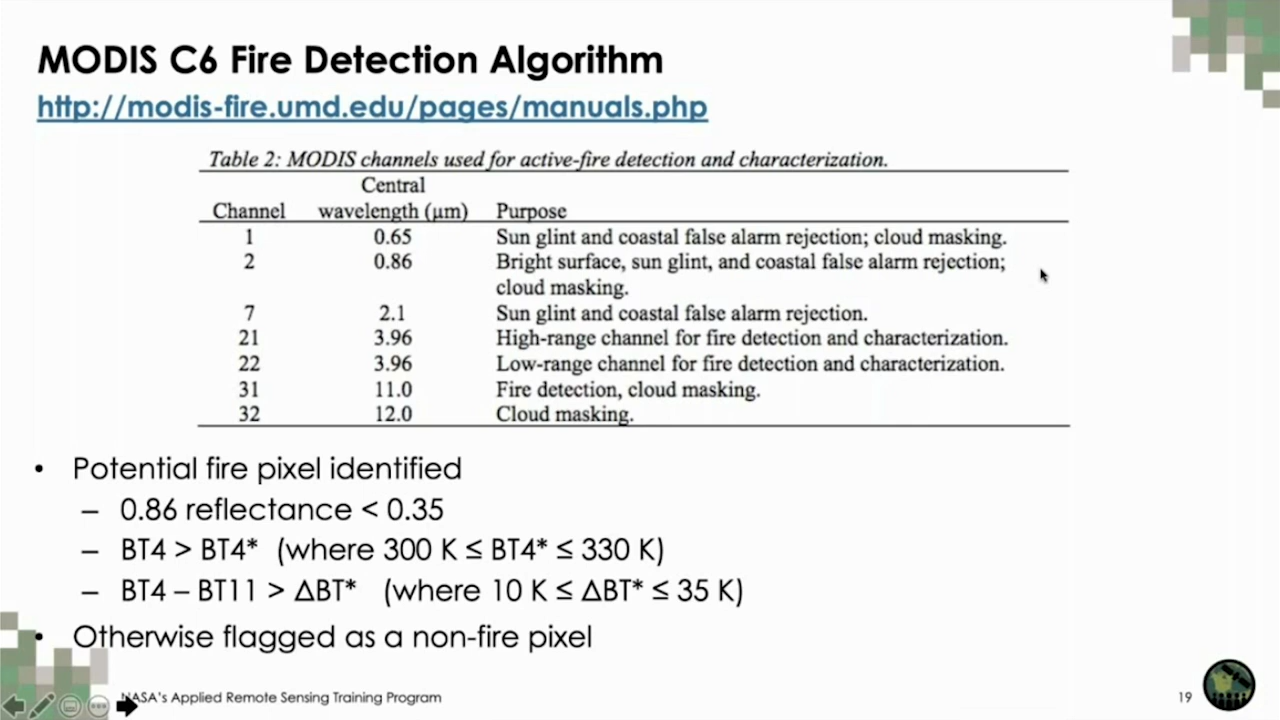 MODIS C6 Fire Detection Algorithm
http://modis-fire.umd.edu/pages/manuals.php
Table 2: MODIS channels used for active-fire detection and characterization.
Central
Channel wavelength (µm) Purpose
1 0.65 Sun glint and coastal false alarm rejection; cloud masking.
2 0.86 Bright surface, sun glint, and coastal false alarm rejection;
cloud masking.
7 2.1 Sun glint and coastal false alarm rejection.
21 3.96 High-range channel for fire detection and characterization.
22 3.96 Low-range channel for fire detection and characterization.
31 11.0 Fire detection, cloud masking.
32 12.0 Cloud masking.
• Potential fire pixel identified
– 0.86 reflectance < 0.35
– BT4 > BT4* (where 300 K ≤ BT4* ≤ 330 K)
– BT4 – BT11 > ΔBT* (where 10 K ≤ ΔBT* ≤ 35 K)
• Otherwise flagged as a non-fire pixel
NASA's Applied Remote Sensing Training Program
19